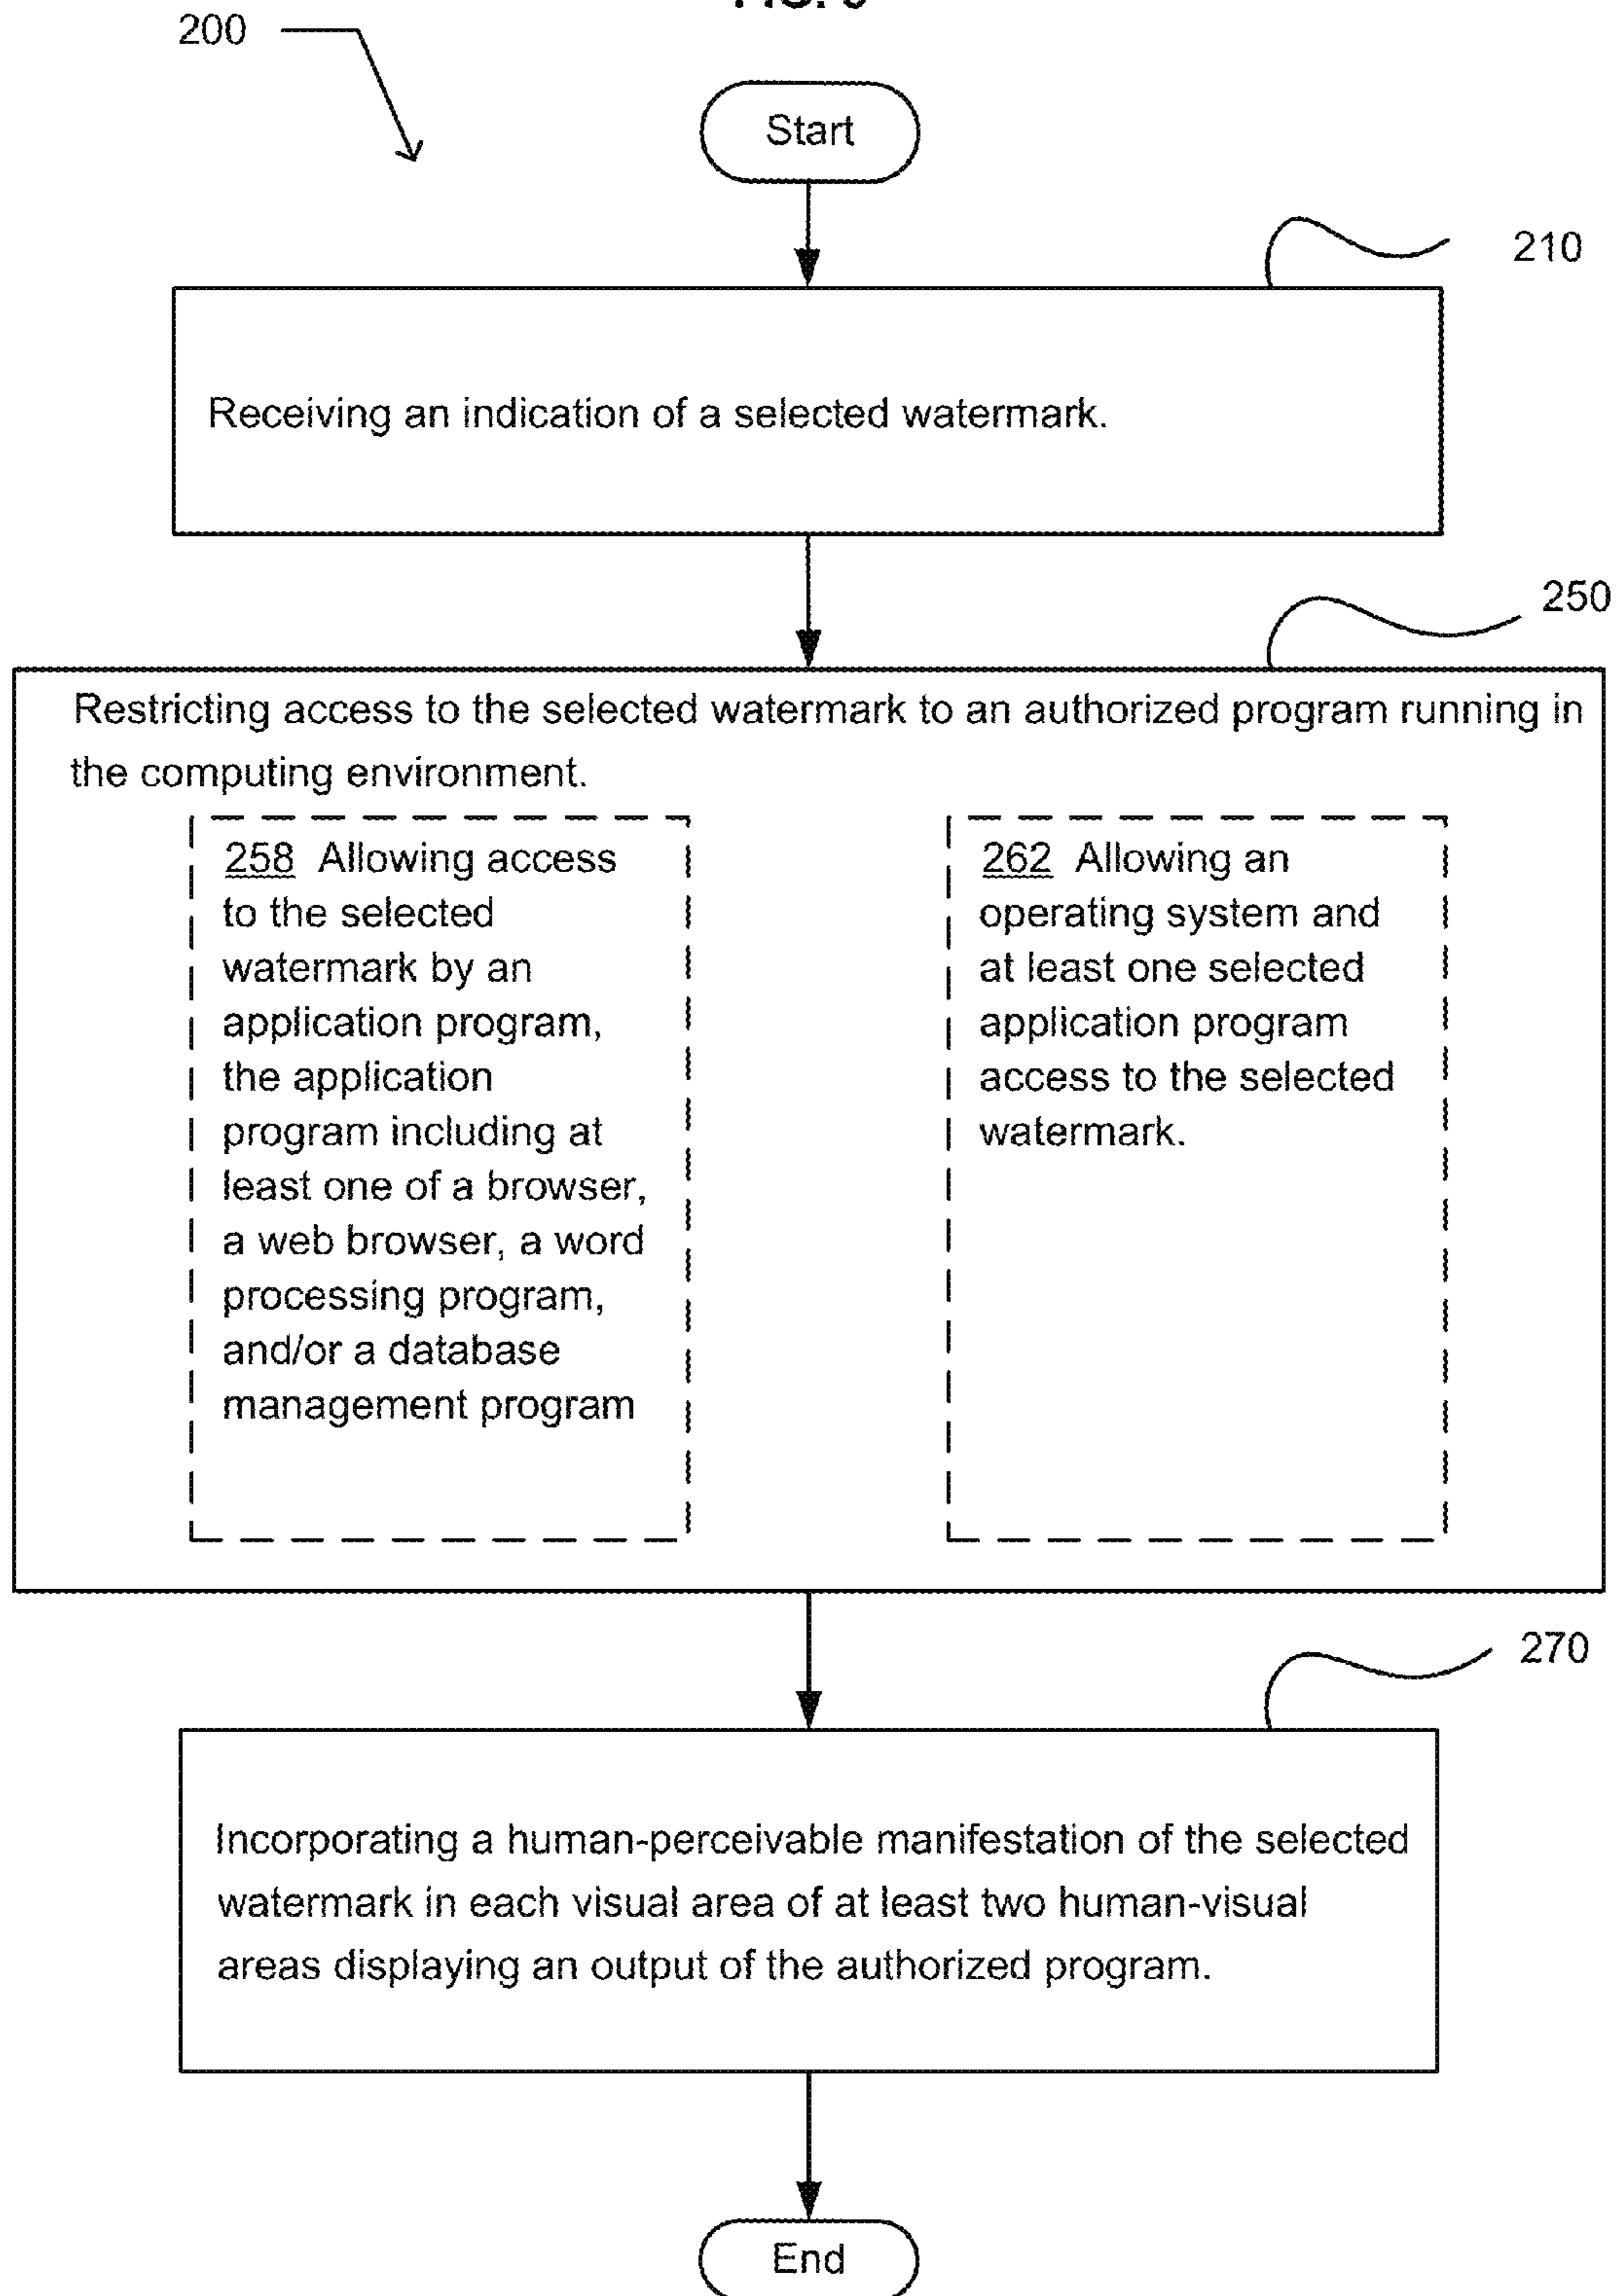 200
Start
210
Receiving an indication of a selected watermark.
250
Restricting access to the selected watermark to an authorized program running in
the computing environment.
258 Allowing access
to the selected
watermark by an
application program,
the application
program including at
least one of a browser,
a web browser, a word
processing program,
and/or a database
management program
262 Allowing an
operating system and
at least one selected
application program
access to the selected
watermark.
270
Incorporating a human-perceivable manifestation of the selected
watermark in each visual area of at least two human-visual
areas displaying an output of the authorized program.
End